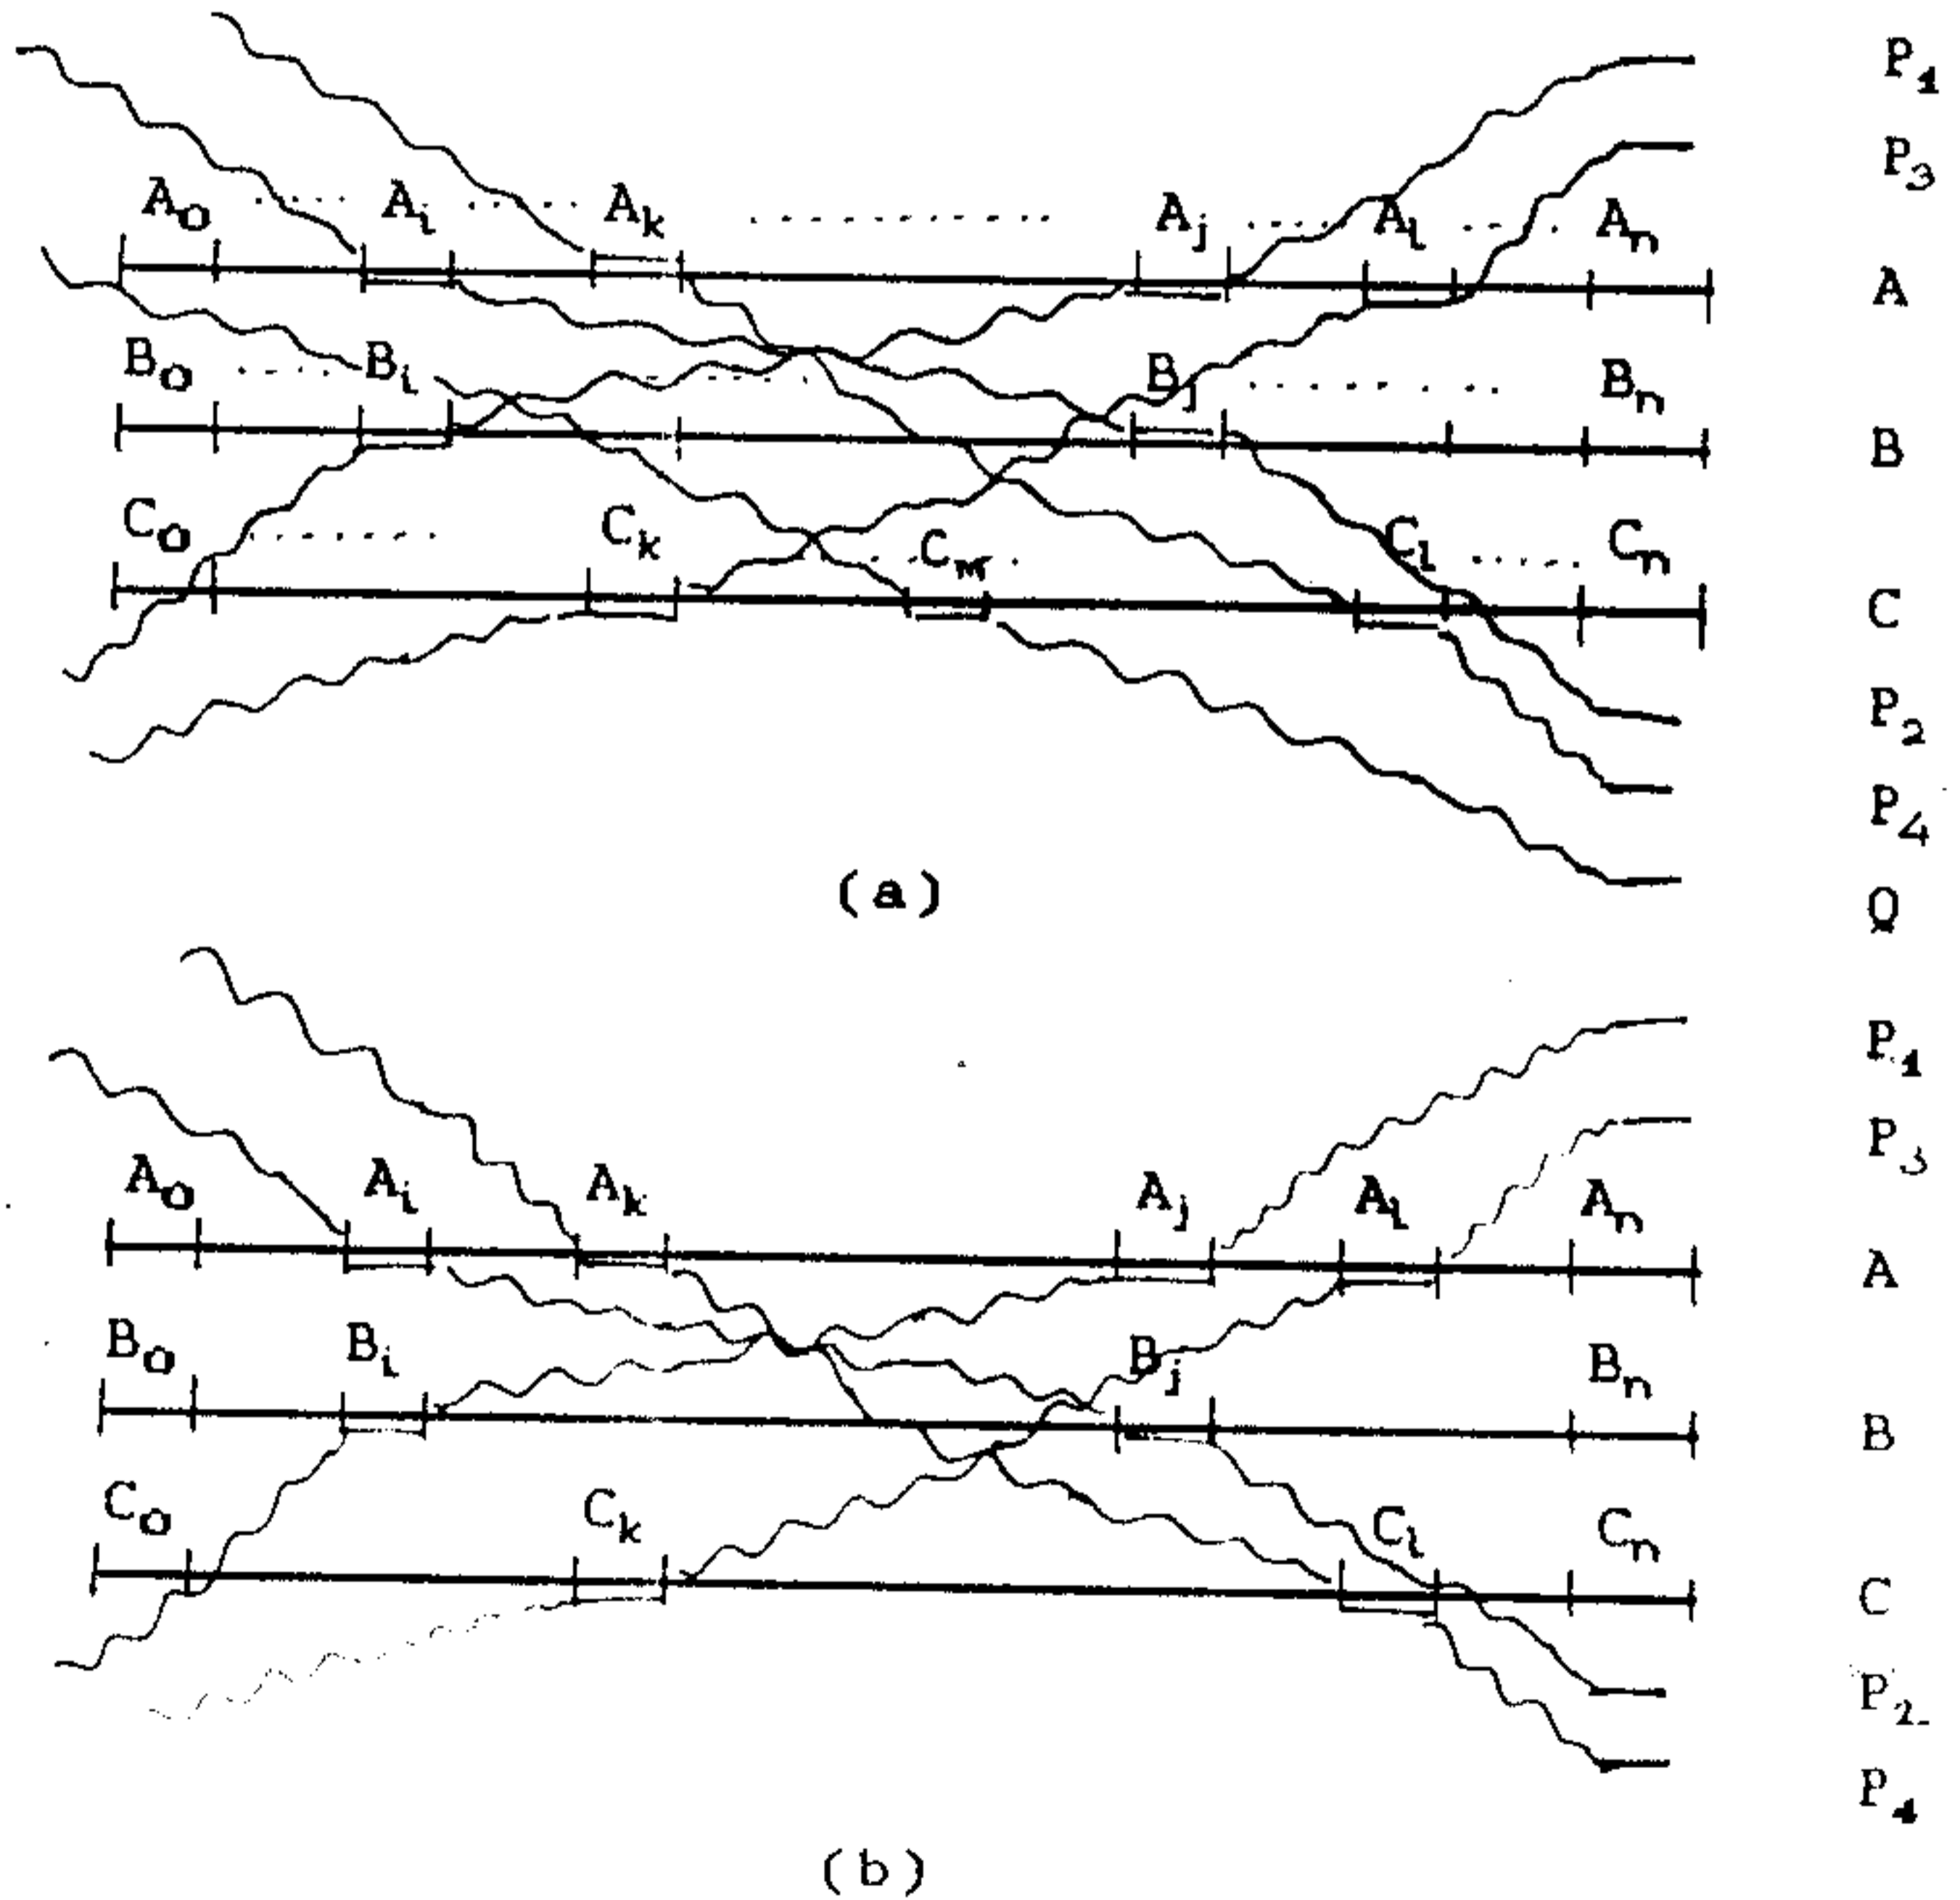 P₁
P₃
A₀ ..... Aᵢ ..... Aₖ .............. Aⱼ ..... Aₗ ..... Aₙ
A
B₀ ..... Bᵢ ..... Bⱼ ........ Bₙ
B
C₀ ....... Cₖ ..... Cₘ . Cₗ ..... Cₙ
C
P₂
P₄
Q
(a)
P₁
P₃
A₀ Aᵢ Aₖ Aⱼ Aₗ Aₙ
A
B₀ Bᵢ Bⱼ Bₙ
B
C₀ Cₖ Cₗ Cₙ
C
P₂
P₄
(b)